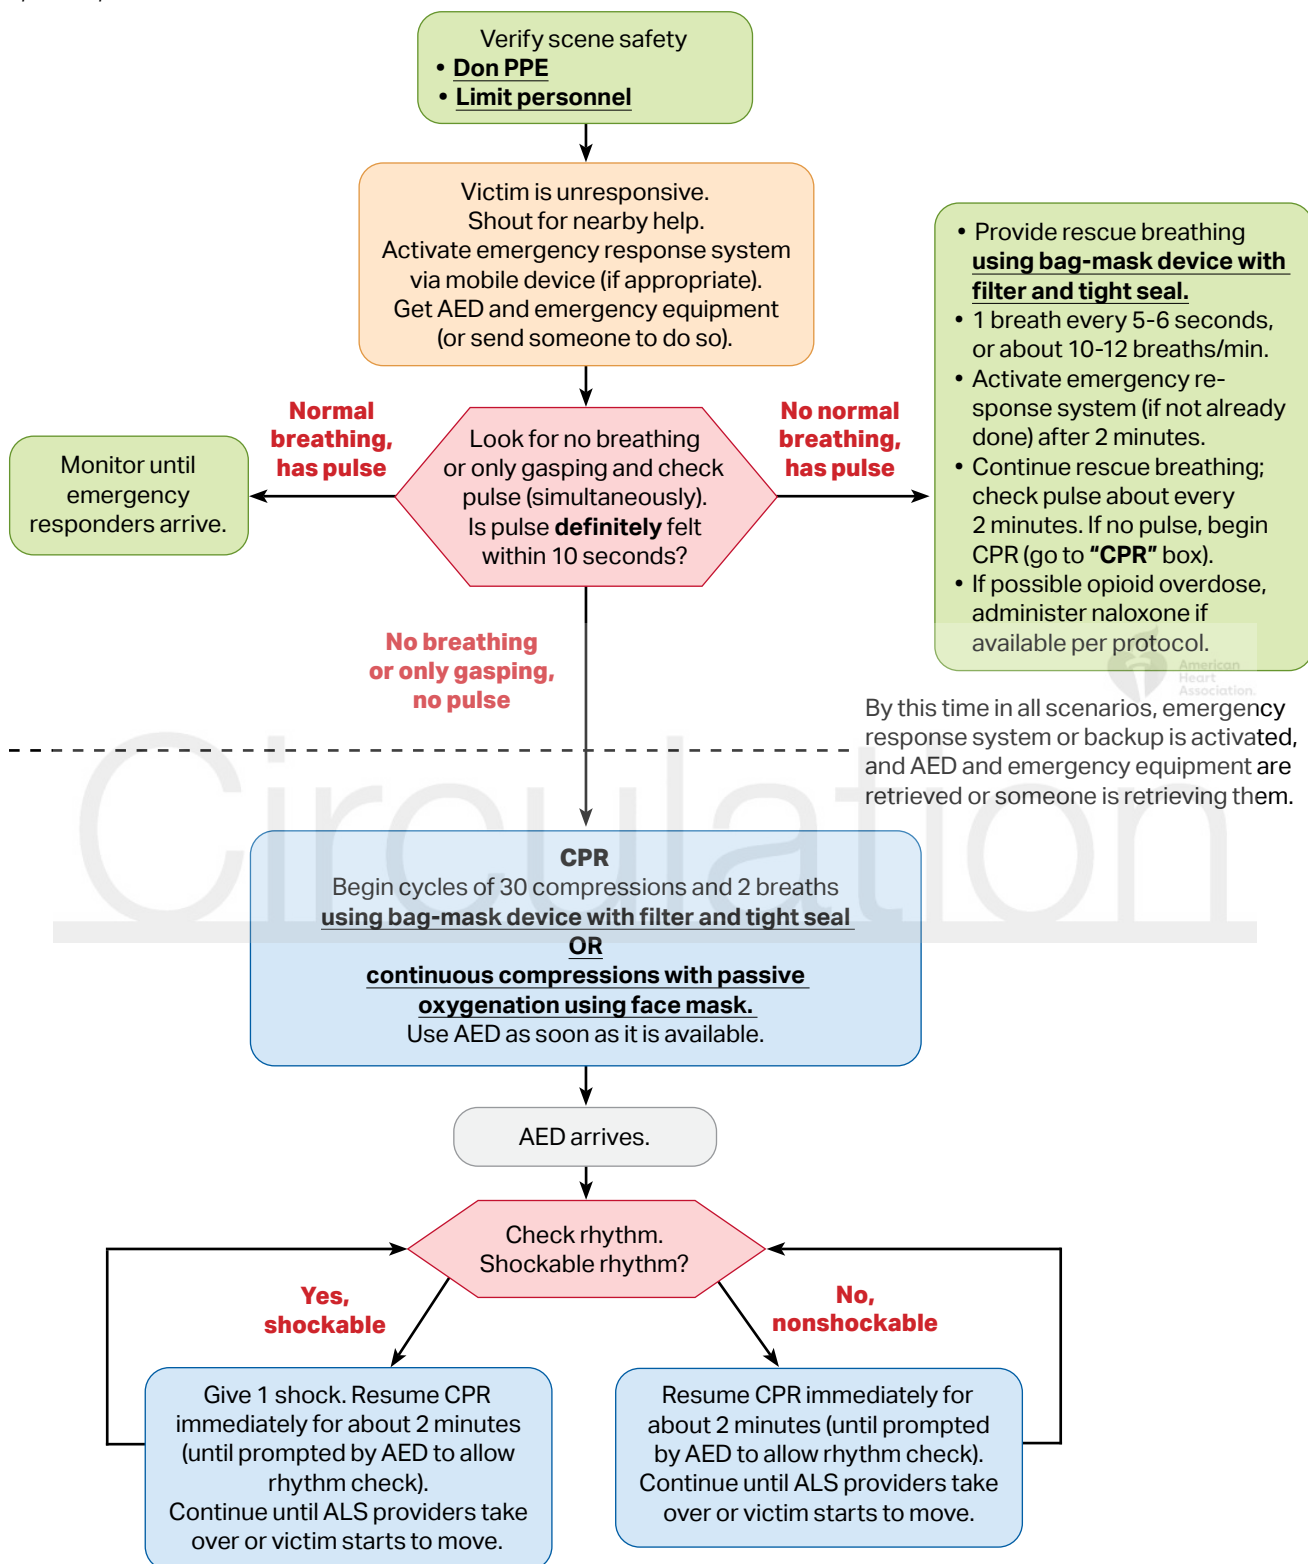 Verify scene safety
• Don PPE
• Limit personnel
Victim is unresponsive.
Shout for nearby help.
Activate emergency response system
via mobile device (if appropriate).
Get AED and emergency equipment
(or send someone to do so).
Normal
breathing,
has pulse
Look for no breathing
or only gasping and check
pulse (simultaneously).
Is pulse definitely felt
within 10 seconds?
No normal
breathing,
has pulse
Monitor until
emergency
responders arrive.
• Provide rescue breathing
using bag-mask device with
filter and tight seal.
• 1 breath every 5-6 seconds,
or about 10-12 breaths/min.
• Activate emergency re-
sponse system (if not already
done) after 2 minutes.
• Continue rescue breathing;
check pulse about every
2 minutes. If no pulse, begin
CPR (go to "CPR" box).
• If possible opioid overdose,
administer naloxone if
available per protocol.
American
Heart
Association.
No breathing
or only gasping,
no pulse
By this time in all scenarios, emergency
response system or backup is activated,
and AED and emergency equipment are
retrieved or someone is retrieving them.
Circulation
CPR
Begin cycles of 30 compressions and 2 breaths
using bag-mask device with filter and tight seal
OR
continuous compressions with passive
oxygenation using face mask.
Use AED as soon as it is available.
AED arrives.
Check rhythm.
Shockable rhythm?
Yes,
shockable
No,
nonshockable
Give 1 shock. Resume CPR
immediately for about 2 minutes
(until prompted by AED to allow
rhythm check).
Continue until ALS providers take
over or victim starts to move.
Resume CPR immediately for
about 2 minutes (until prompted
by AED to allow rhythm check).
Continue until ALS providers take
over or victim starts to move.